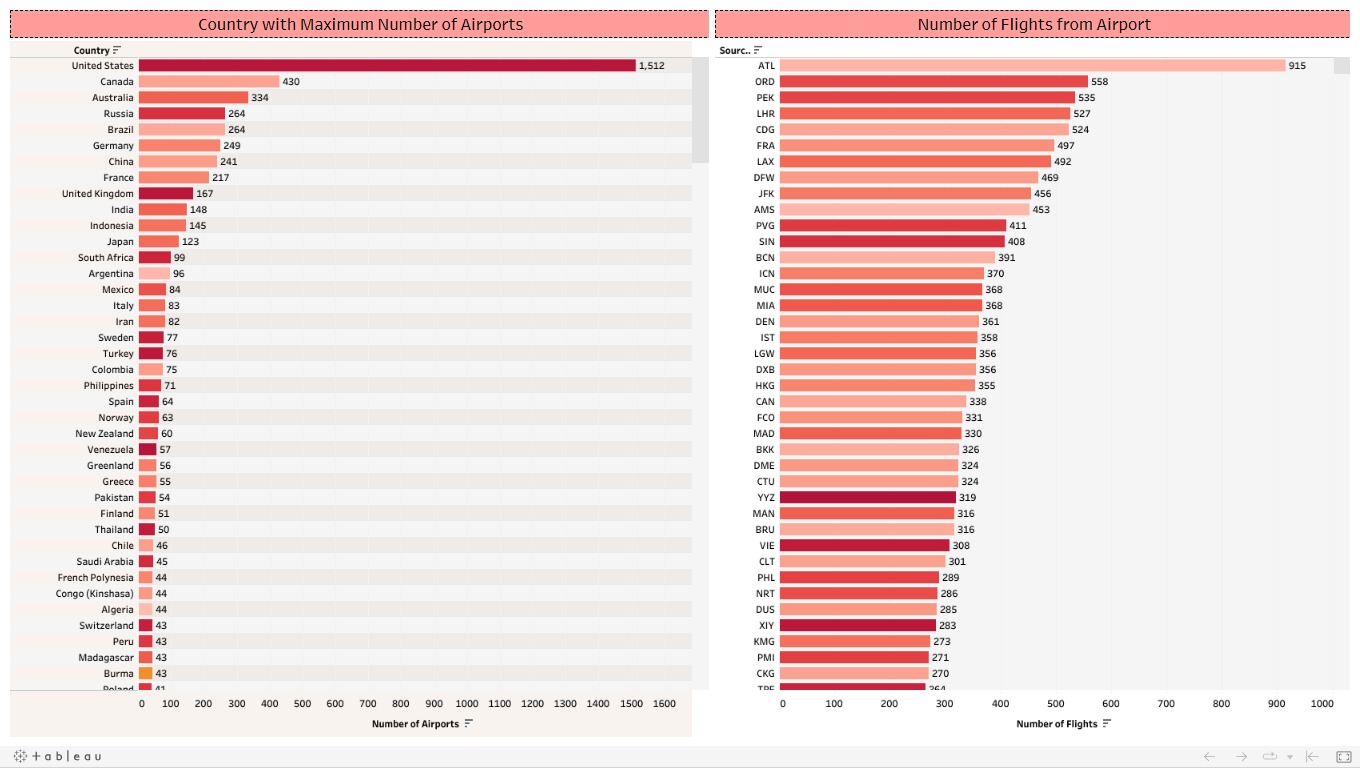 Country with Maximum Number of Airports
Country
United States 1,512
Canada 430
Australia 334
Russia 264
Brazil 264
Germany 249
China 241
France 217
United Kingdom 167
India 148
Indonesia 145
Japan 123
South Africa 99
Argentina 96
Mexico 84
Italy 83
Iran 82
Sweden 77
Turkey 76
Colombia 75
Philippines 71
Spain 64
Norway 63
New Zealand 60
Venezuela 57
Greenland 56
Greece 55
Pakistan 54
Finland 51
Thailand 50
Chile 46
Saudi Arabia 45
French Polynesia 44
Congo (Kinshasa) 44
Algeria 44
Switzerland 43
Peru 43
Madagascar 43
Burma 43
Poland 41
0 100 200 300 400 500 600 700 800 900 1000 1100 1200 1300 1400 1500 1600
Number of Airports
Number of Flights from Airport
Sourc..
ATL 915
ORD 558
PEK 535
LHR 527
CDG 524
FRA 497
LAX 492
DFW 469
JFK 456
AMS 453
PVG 411
SIN 408
BCN 391
ICN 370
MUC 368
MIA 368
DEN 361
IST 358
LGW 356
DXB 356
HKG 355
CAN 338
FCO 331
MAD 330
BKK 326
DME 324
CTU 324
YYZ 319
MAN 316
BRU 316
VIE 308
CLT 301
PHL 289
NRT 286
DUS 285
XIY 283
KMG 273
PMI 271
CKG 270
TPE 264
0 100 200 300 400 500 600 700 800 900 1000
Number of Flights
+ableau